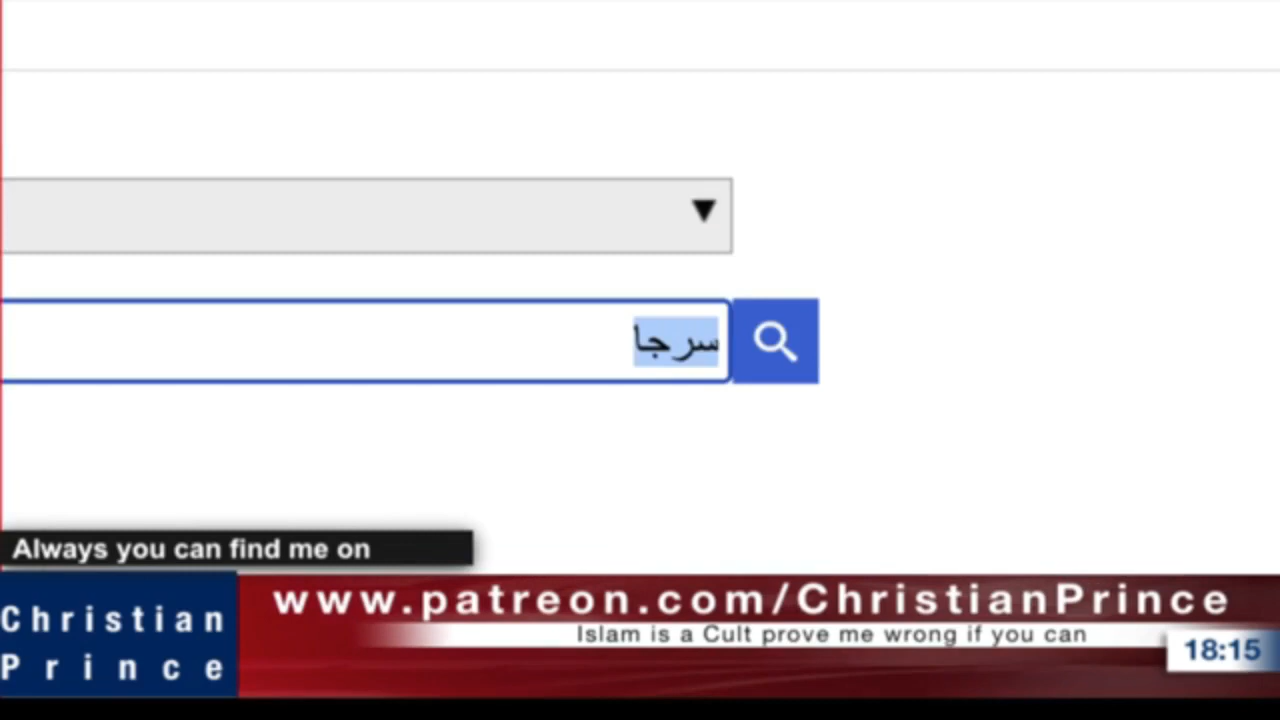 سرجا
Always you can find me on
Christian
Prince
www.patreon.com/ChristianPrince
Islam is a Cult prove me wrong if you can
18:15